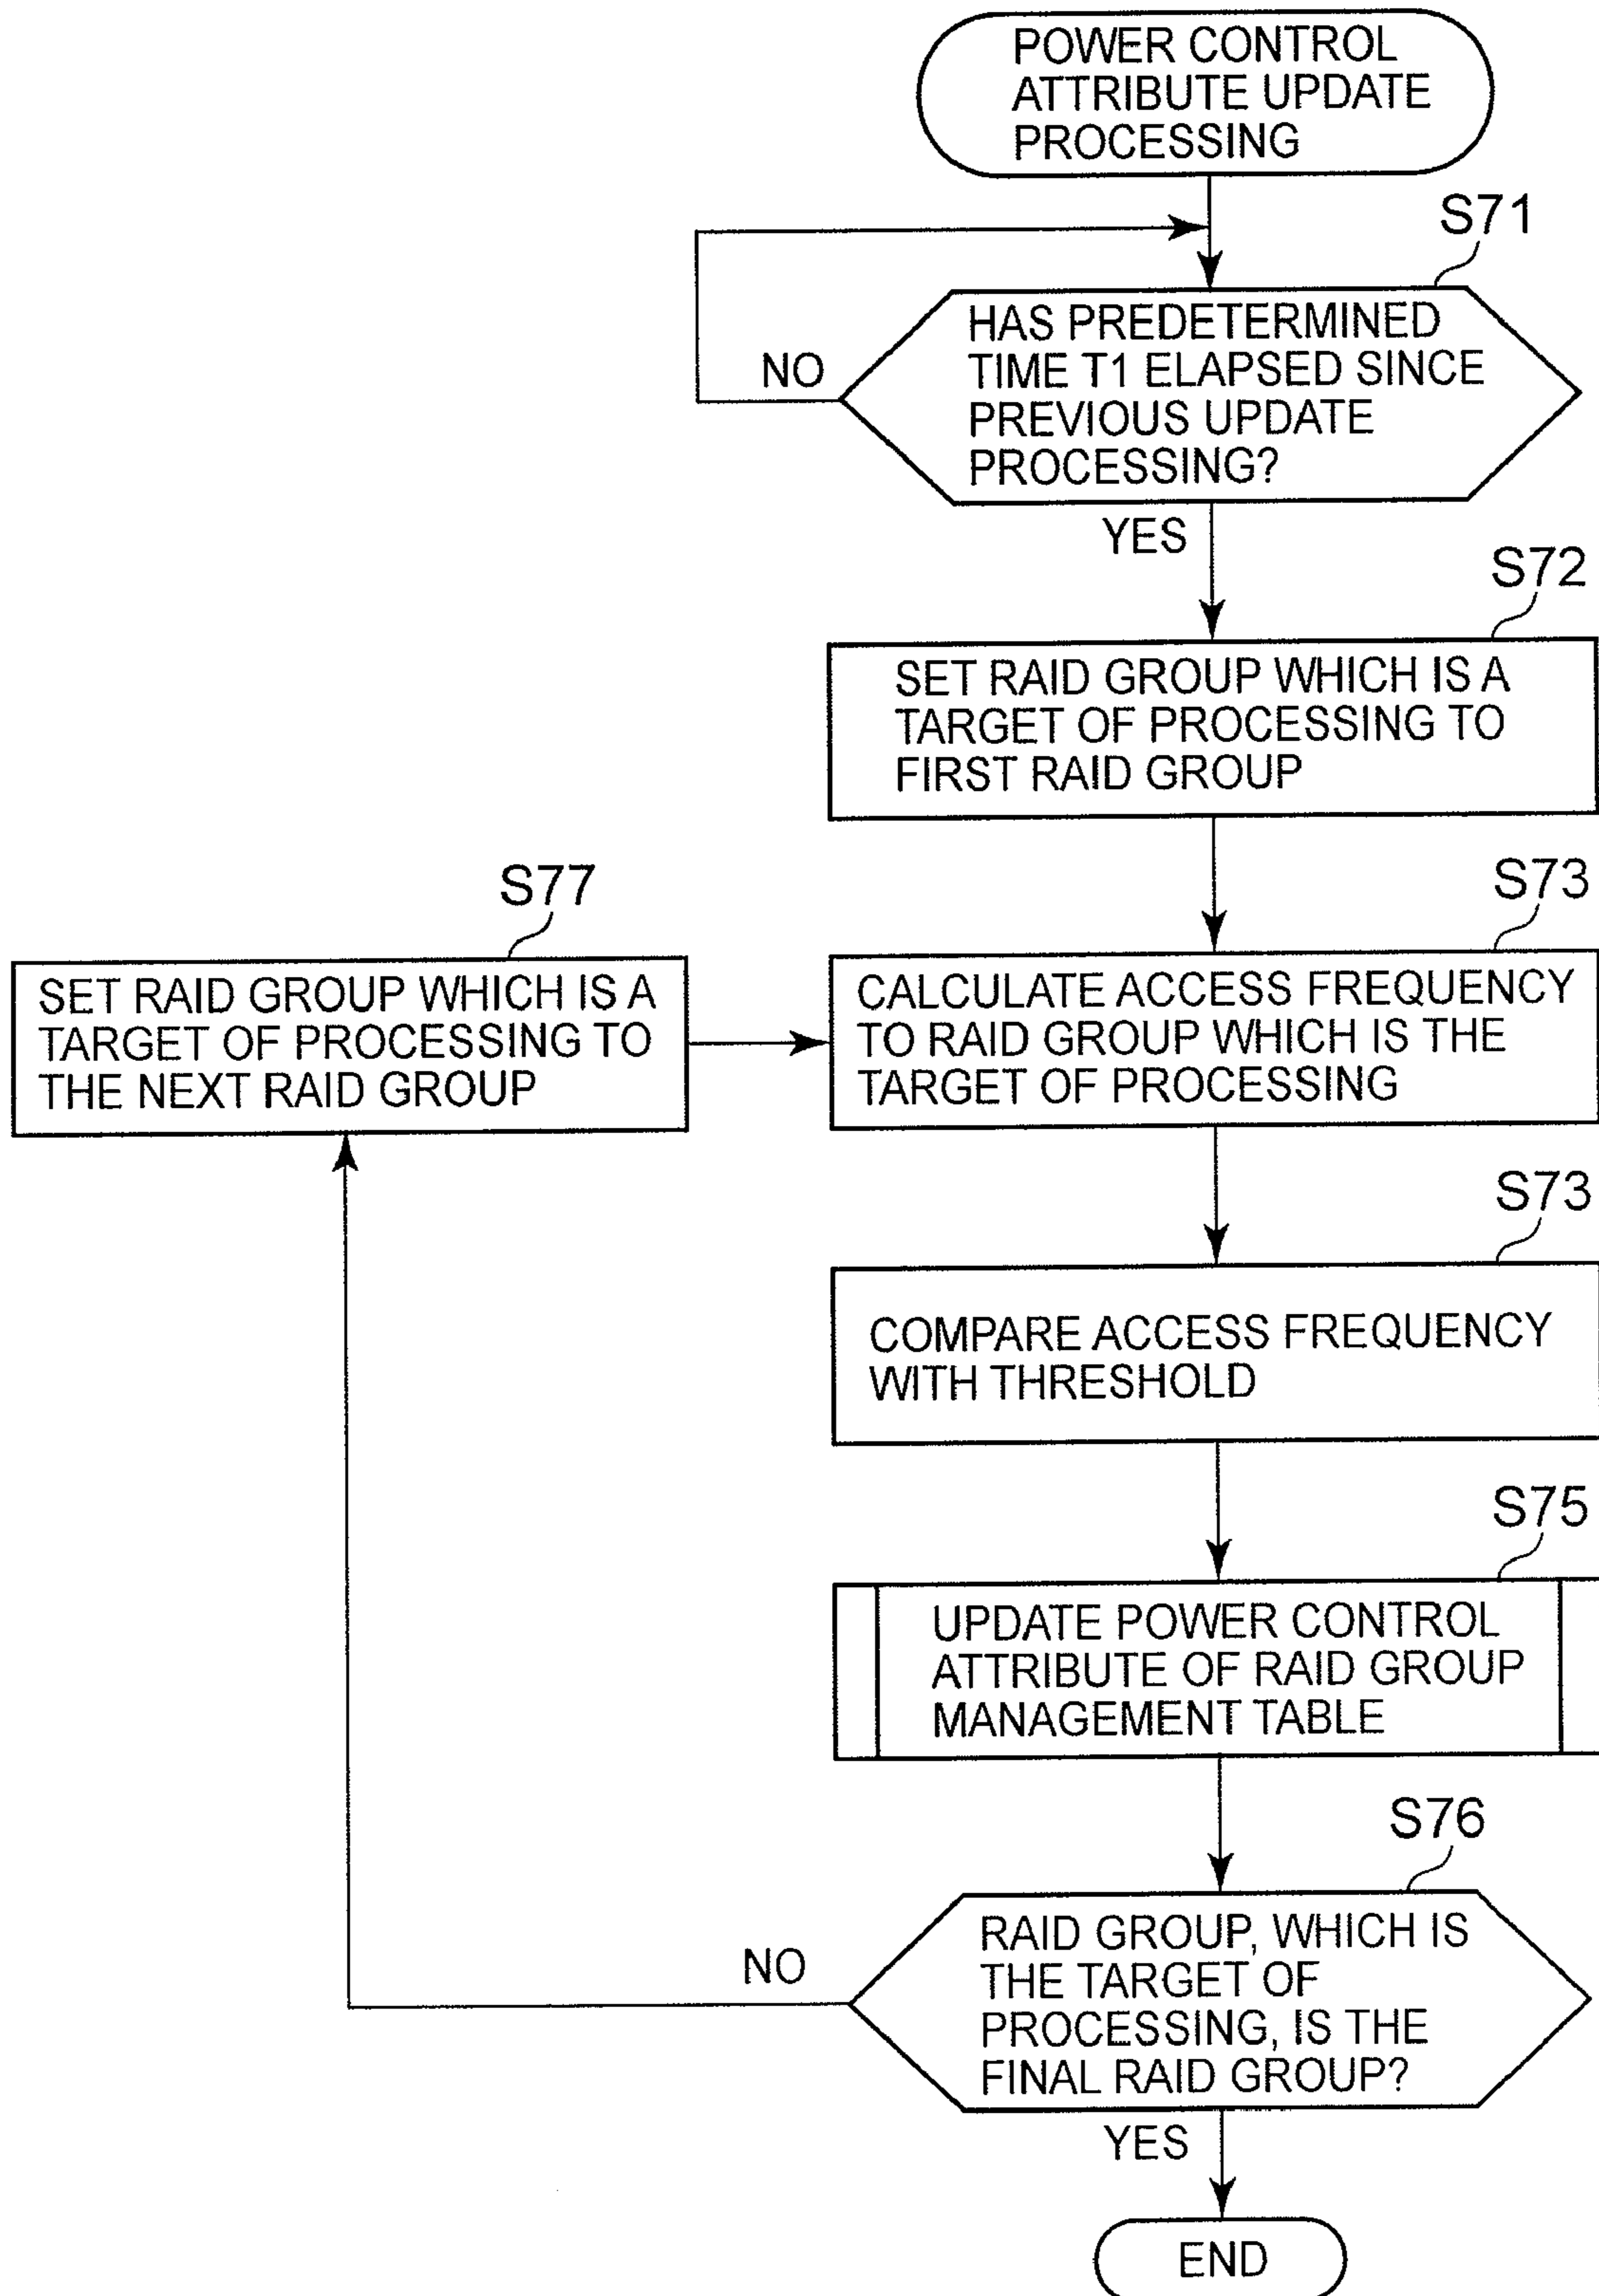 POWER CONTROL
ATTRIBUTE UPDATE
PROCESSING
S71
HAS PREDETERMINED
TIME T1 ELAPSED SINCE
PREVIOUS UPDATE
PROCESSING?
NO
YES
S72
SET RAID GROUP WHICH IS A
TARGET OF PROCESSING TO
FIRST RAID GROUP
S77
SET RAID GROUP WHICH IS A
TARGET OF PROCESSING TO
THE NEXT RAID GROUP
S73
CALCULATE ACCESS FREQUENCY
TO RAID GROUP WHICH IS THE
TARGET OF PROCESSING
S73
COMPARE ACCESS FREQUENCY
WITH THRESHOLD
S75
UPDATE POWER CONTROL
ATTRIBUTE OF RAID GROUP
MANAGEMENT TABLE
S76
RAID GROUP, WHICH IS
THE TARGET OF
PROCESSING, IS THE
FINAL RAID GROUP?
NO
YES
END